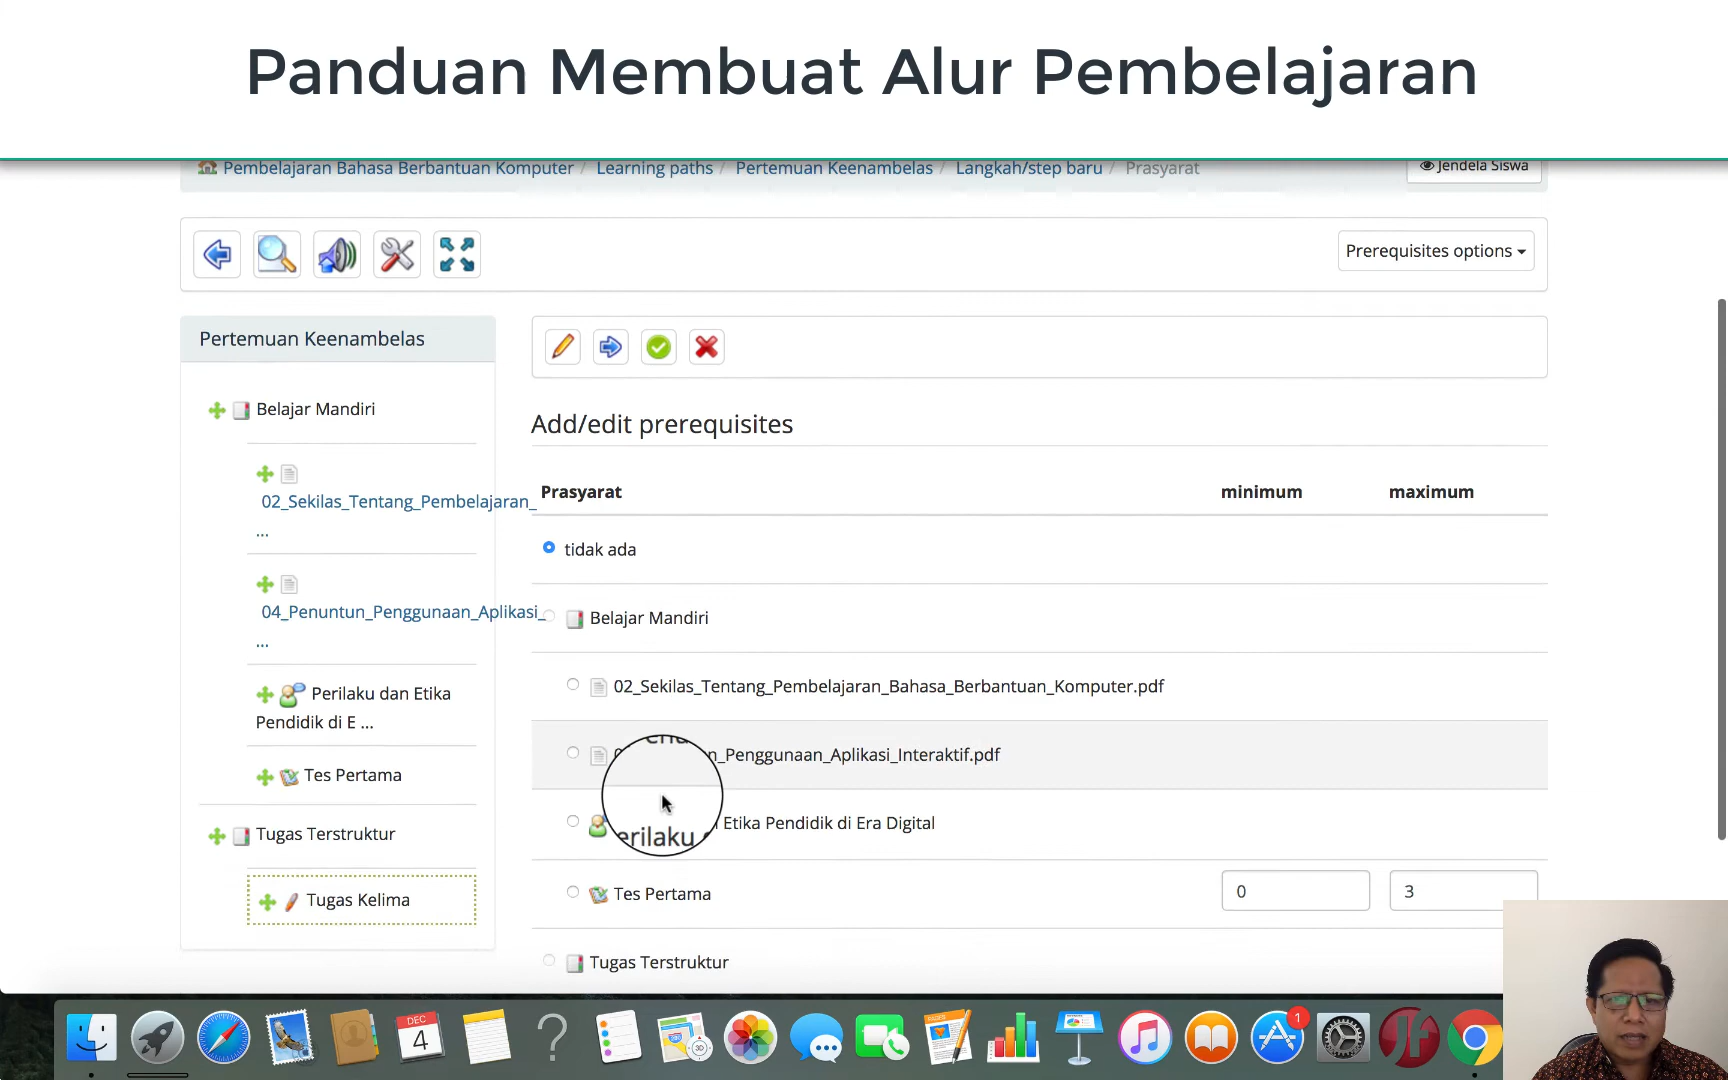 Panduan Membuat Alur Pembelajaran
Pembelajaran Bahasa Berbantuan Komputer / Learning paths / Pertemuan Keenambelas / Langkah/step baru / Prasyarat
Jendela Siswa
Prerequisites options
Pertemuan Keenambelas
Belajar Mandiri
02_Sekilas_Tentang_Pembelajaran_
...
04_Penuntun_Penggunaan_Aplikasi_
...
Perilaku dan Etika
Pendidik di E ...
Tes Pertama
Tugas Terstruktur
Tugas Kelima
Add/edit prerequisites
Prasyarat minimum maximum
tidak ada
Belajar Mandiri
02_Sekilas_Tentang_Pembelajaran_Bahasa_Berbantuan_Komputer.pdf
n_Penggunaan_Aplikasi_Interaktif.pdf
erilaku Etika Pendidik di Era Digital
Tes Pertama 0 3
Tugas Terstruktur
DEC
4
3D
PAGES
1